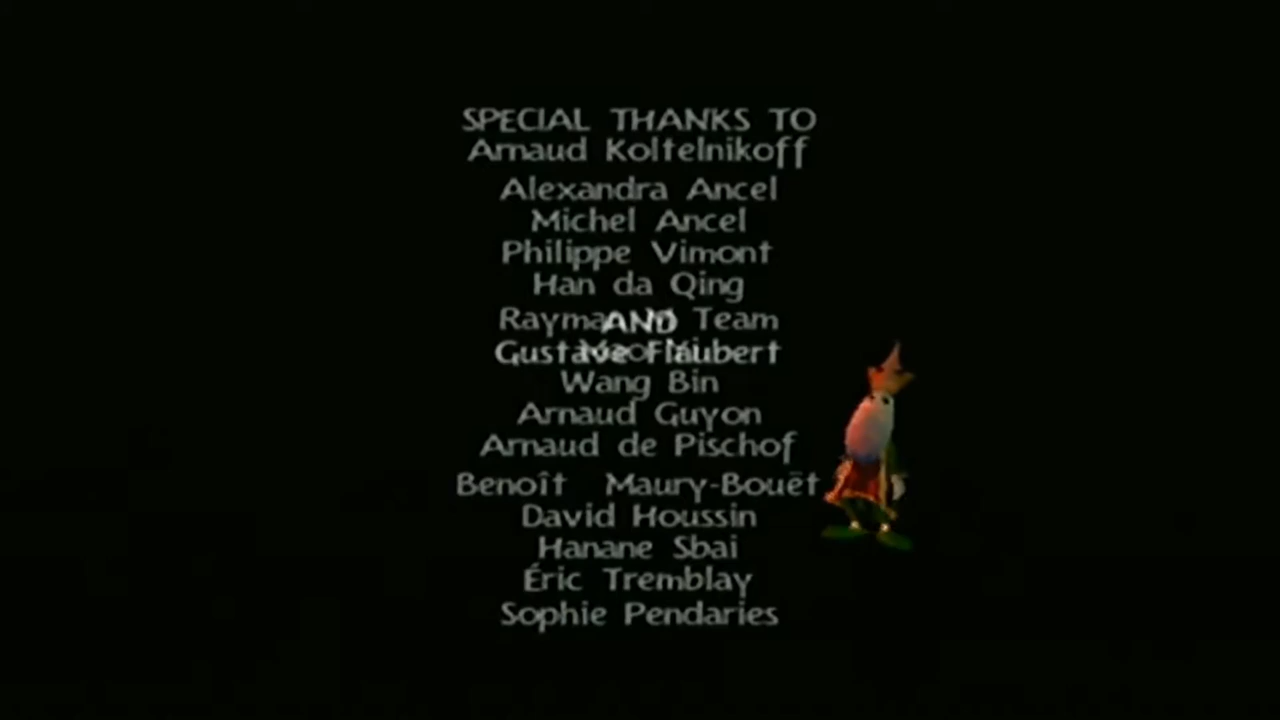 SPECIAL THANKS TO
Arnaud Koltelnikoff
Alexandra Ancel
Michel Ancel
Philippe Vimont
Han da Qing
Team
AND
Gustave Flaubert
Wang Bin
Arnaud Guyon
Arnaud de Pischof
Benoît Maury-Bouët
David Houssin
Hanane Sbai
Éric Tremblay
Sophie Pendaries